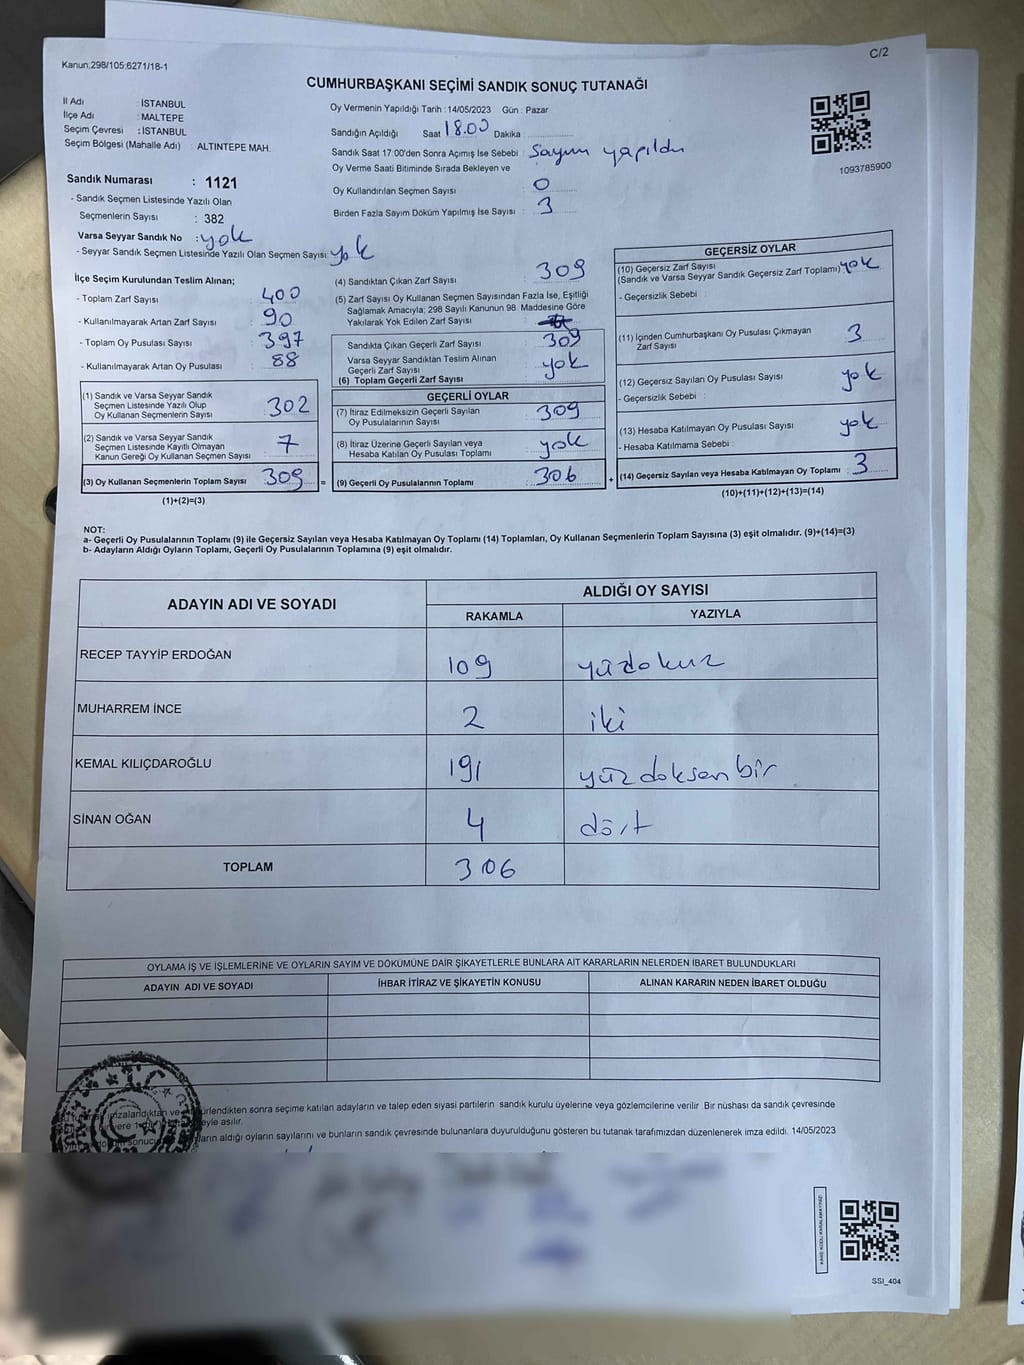 C/2
Kanun:298/105;6271/18-1
CUMHURBAŞKANI SEÇİMİ SANDIK SONUÇ TUTANAĞI
İl Adı : İSTANBUL
İlçe Adı : MALTEPE
Seçim Çevresi : İSTANBUL
Seçim Bölgesi (Mahalle Adı) : ALTINTEPE MAH.
Oy Vermenin Yapıldığı Tarih : 14/05/2023 Gün : Pazar
Sandığın Açıldığı Saat 18.00 Dakika
Sandık Saat 17:00'den Sonra Açımış İse Sebebi : Sayım yapıldı
Oy Verme Saati Bitiminde Sırada Bekleyen ve
Oy Kullandırılan Seçmen Sayısı : 0
Birden Fazla Sayım Döküm Yapılmış İse Sayısı : 3
1093785900
Sandık Numarası : 1121
- Sandık Seçmen Listesinde Yazılı Olan
Seçmenlerin Sayısı : 382
Varsa Seyyar Sandık No : yok
- Seyyar Sandık Seçmen Listesinde Yazılı Olan Seçmen Sayısı: yok
İlçe Seçim Kurulundan Teslim Alınan;
- Toplam Zarf Sayısı : 400
- Kullanılmayarak Artan Zarf Sayısı : 90
- Toplam Oy Pusulası Sayısı : 397
- Kullanılmayarak Artan Oy Pusulası : 88
(4) Sandıktan Çıkan Zarf Sayısı : 309
(5) Zarf Sayısı Oy Kullanan Seçmen Sayısından Fazla İse, Eşitliği
Sağlamak Amacıyla; 298 Sayılı Kanunun 98. Maddesine Göre
Yakılarak Yok Edilen Zarf Sayısı :
Sandıkta Çıkan Geçerli Zarf Sayısı : 309
Varsa Seyyar Sandıktan Teslim Alınan
Geçerli Zarf Sayısı : yok
(6) Toplam Geçerli Zarf Sayısı
GEÇERSİZ OYLAR
(10) Geçersiz Zarf Sayısı
(Sandık ve Varsa Seyyar Sandık Geçersiz Zarf Toplamı) yok
- Geçersizlik Sebebi :
(11) İçinden Cumhurbaşkanı Oy Pusulası Çıkmayan
Zarf Sayısı 3
(12) Geçersiz Sayılan Oy Pusulası Sayısı : yok
- Geçersizlik Sebebi :
(13) Hesaba Katılmayan Oy Pusulası Sayısı : yok
- Hesaba Katılmama Sebebi :
(14) Geçersiz Sayılan veya Hesaba Katılmayan Oy Toplamı : 3
(10)+(11)+(12)+(13)=(14)
(1) Sandık ve Varsa Seyyar Sandık
Seçmen Listesinde Yazılı Olup
Oy Kullanan Seçmenlerin Sayısı : 302
(2) Sandık ve Varsa Seyyar Sandık
Seçmen Listesinde Kayıtlı Olmayan
Kanun Gereği Oy Kullanan Seçmen Sayısı : 7
(3) Oy Kullanan Seçmenlerin Toplam Sayısı : 309 =
(1)+(2)=(3)
GEÇERLİ OYLAR
(7) İtiraz Edilmeksizin Geçerli Sayılan
Oy Pusulalarının Sayısı : 309
(8) İtiraz Üzerine Geçerli Sayılan veya
Hesaba Katılan Oy Pusulası Toplamı : yok
(9) Geçerli Oy Pusulalarının Toplamı : 306 +
NOT:
a- Geçerli Oy Pusulalarının Toplamı (9) ile Geçersiz Sayılan veya Hesaba Katılmayan Oy Toplamı (14) Toplamları, Oy Kullanan Seçmenlerin Toplam Sayısına (3) eşit olmalıdır. (9)+(14)=(3)
b- Adayların Aldığı Oyların Toplamı, Geçerli Oy Pusulalarının Toplamına (9) eşit olmalıdır.
ADAYIN ADI VE SOYADI ALDIĞI OY SAYISI
RAKAMLA YAZIYLA
RECEP TAYYİP ERDOĞAN 109 yüzdokuz
MUHARREM İNCE 2 iki
KEMAL KILIÇDAROĞLU 191 yüzdoksanbir
SİNAN OĞAN 4 dört
TOPLAM 306
OYLAMA İŞ VE İŞLEMLERİNE VE OYLARIN SAYIM VE DÖKÜMÜNE DAİR ŞİKAYETLERLE BUNLARA AİT KARARLARIN NELERDEN İBARET BULUNDUKLARI
ADAYIN ADI VE SOYADI İHBAR İTİRAZ VE ŞİKAYETİN KONUSU ALINAN KARARIN NEDEN İBARET OLDUĞU
imzalandıktan ve sonra seçime katılan adayların ve talep eden siyasi partilerin sandık kurulu üyelerine veya gözlemcilerine verilir Bir nüshası da sandık çevresinde
asılır.
aldığı oyların sayılarını ve bunların sandık çevresinde bulunanlara duyurulduğunu gösteren bu tutanak tarafımızdan düzenlenerek imza edildi. 14/05/2023
SSI_404